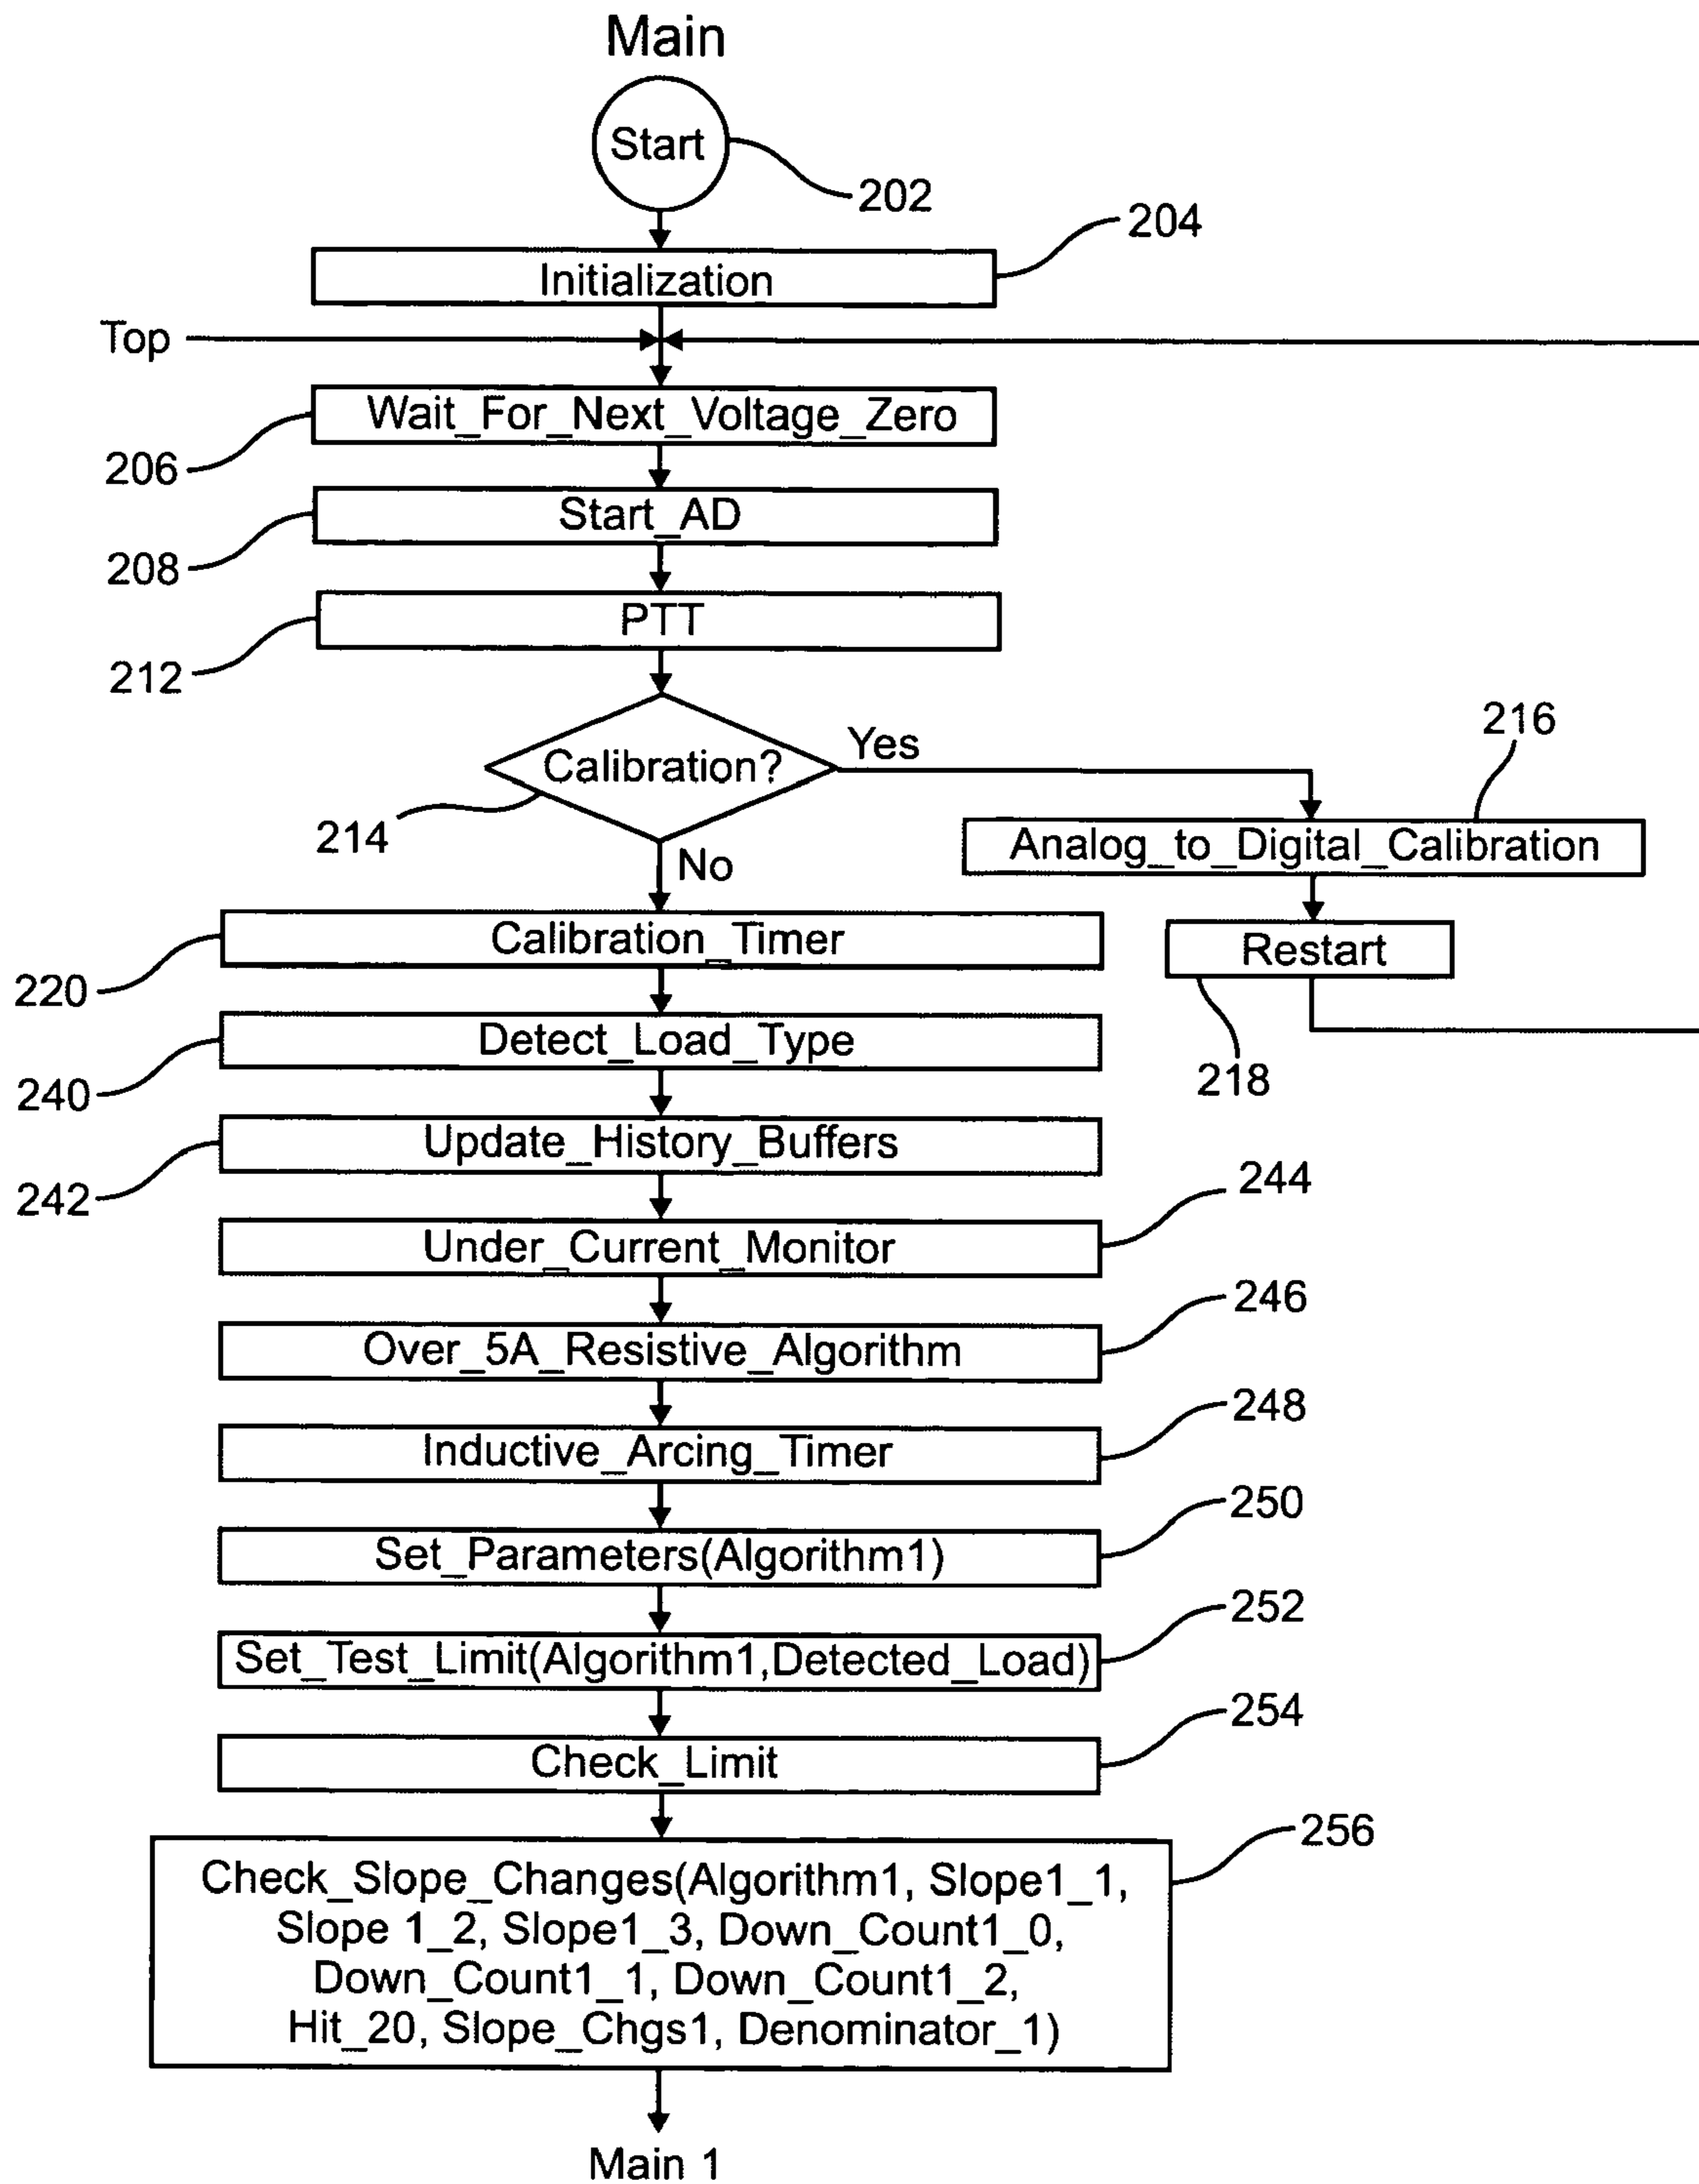 Main
Start
202
204
Initialization
Top
Wait_For_Next_Voltage_Zero
206
Start_AD
208
PTT
212
216
Yes
Calibration?
214
Analog_to_Digital_Calibration
No
Calibration_Timer
Restart
220
Detect_Load_Type
218
240
Update_History_Buffers
244
242
Under_Current_Monitor
246
Over_5A_Resistive_Algorithm
248
Inductive_Arcing_Timer
250
Set_Parameters(Algorithm1)
252
Set_Test_Limit(Algorithm1,Detected_Load)
254
Check_Limit
256
Check_Slope_Changes(Algorithm1, Slope1_1,
Slope 1_2, Slope1_3, Down_Count1_0,
Down_Count1_1, Down_Count1_2,
Hit_20, Slope_Chgs1, Denominator_1)
Main 1